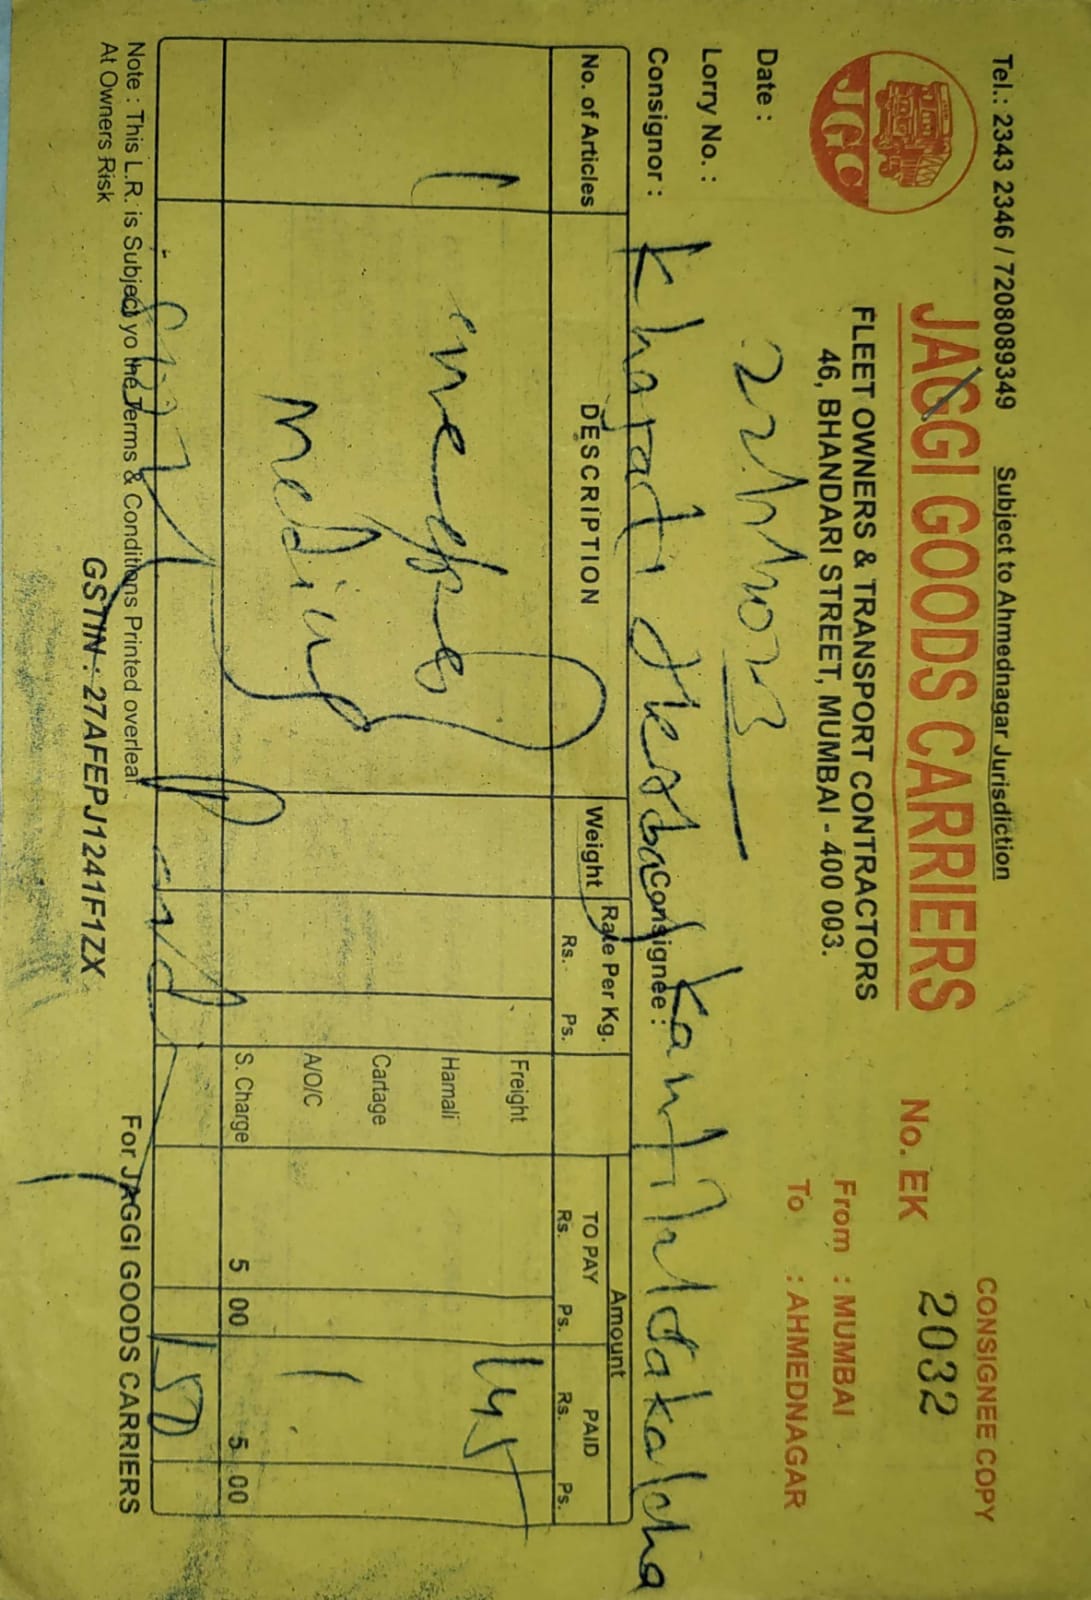 Tel.: 2343 2346 / 7208089349 Subject to Ahmednagar Jurisdiction
CONSIGNEE COPY
JGC
JAGGI GOODS CARRIERS
No. EK 2032
FLEET OWNERS & TRANSPORT CONTRACTORS
46, BHANDARI STREET, MUMBAI - 400 003.
From : MUMBAI
To : AHMEDNAGAR
Date :
Lorry No. :
Consignor : Consignee :
No. of Articles DESCRIPTION Weight Rate Per Kg. Amount
Rs. Ps. TO PAY PAID
Rs. Ps. Rs. Ps.
1 Freight 145
Hamali
Cartage
A/O/C
S. Charge 5 00 5 00
150
Note : This L.R. is Subject yo the Terms & Conditions Printed overleaf
At Owners Risk
GSTIN : 27AFEPJ1241F1ZX
For JAGGI GOODS CARRIERS